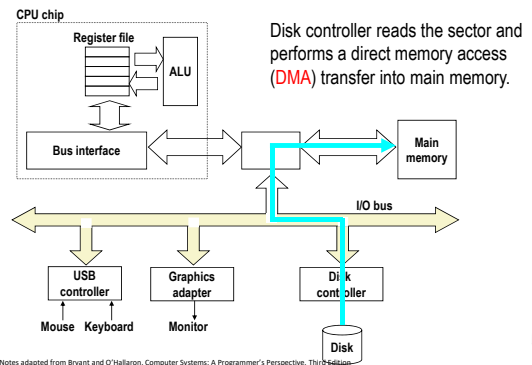 CPU chip
Register file
ALU
Disk controller reads the sector and
performs a direct memory access
(DMA) transfer into main memory.
Bus interface
Main
memory
I/O bus
USB
controller
Graphics
adapter
Disk
controller
Mouse Keyboard
Monitor
Disk
Notes adapted from Bryant and O'Hallaron, Computer Systems: A Programmer's Perspective, Third Edition